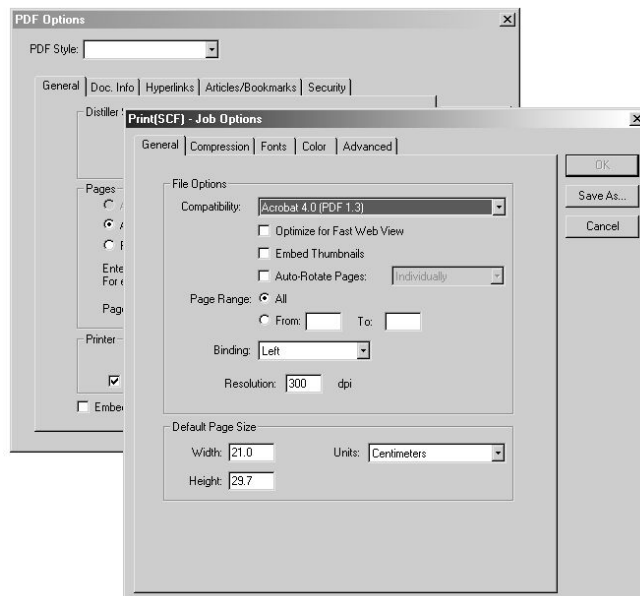 PDF Options
PDF Style:
General Doc. Info Hyperlinks Articles/Bookmarks Security
Distiller
Print(SCF) - Job Options
General Compression Fonts Color Advanced
OK
Save As...
Cancel
File Options
Compatibility: Acrobat 4.0 (PDF 1.3)
Optimize for Fast Web View
Embed Thumbnails
Auto-Rotate Pages: Individually
Page Range: All
From: To:
Binding: Left
Resolution: 300 dpi
Default Page Size
Width: 21.0 Units: Centimeters
Height: 29.7
Pages
Ente
For e
Pag
Printer
Embe